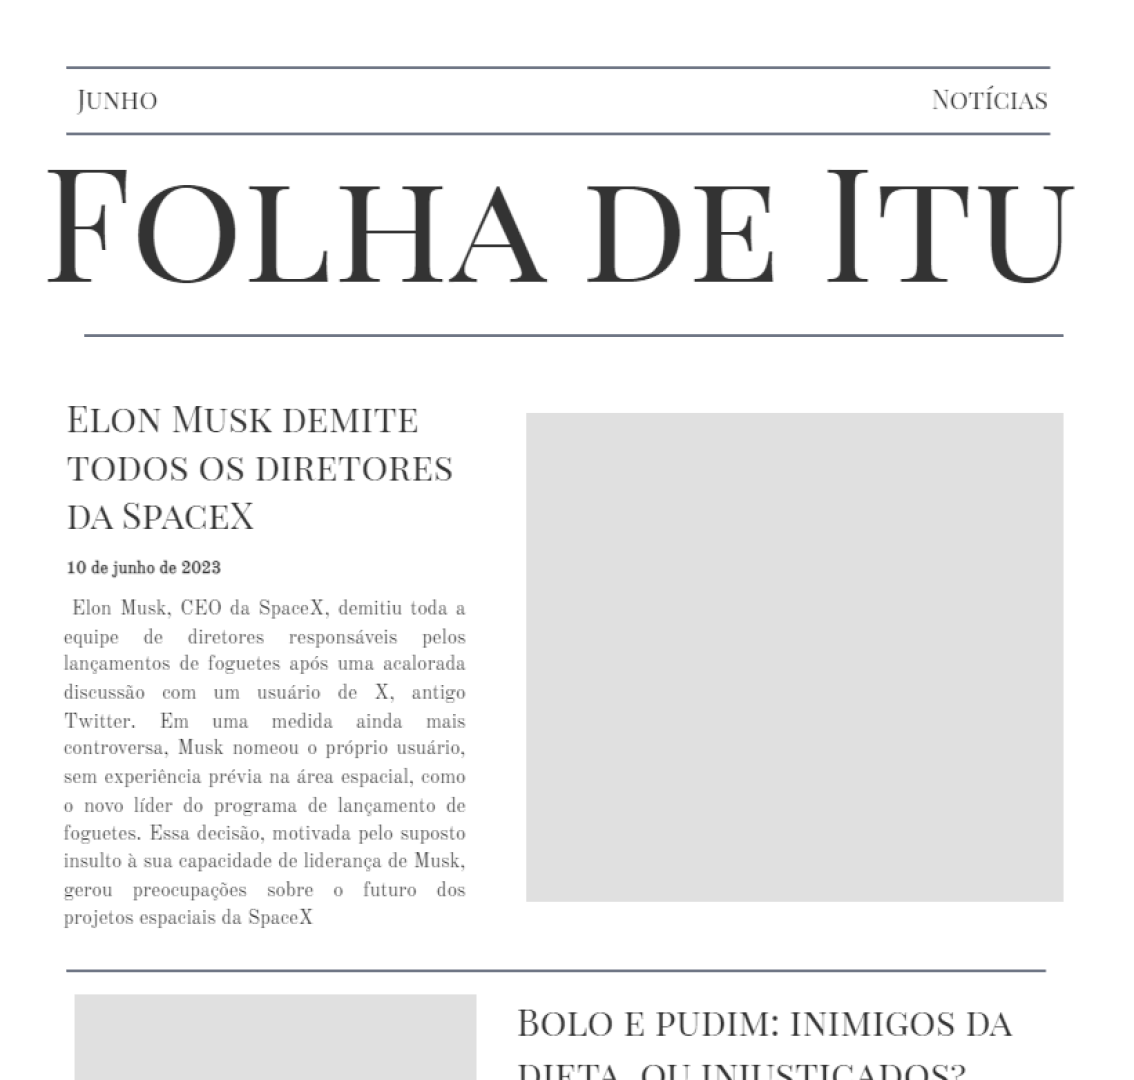 Junho
Notícias
Folha de Itu
Elon Musk demite
todos os diretores
da SpaceX
10 de junho de 2023
Elon Musk, CEO da SpaceX, demitiu toda a
equipe de diretores responsáveis pelos
lançamentos de foguetes após uma acalorada
discussão com um usuário de X, antigo
Twitter. Em uma medida ainda mais
controversa, Musk nomeou o próprio usuário,
sem experiência prévia na área espacial, como
o novo líder do programa de lançamento de
foguetes. Essa decisão, motivada pelo suposto
insulto à sua capacidade de liderança de Musk,
gerou preocupações sobre o futuro dos
projetos espaciais da SpaceX
Bolo e pudim: inimigos da
dieta, ou injustiçados?